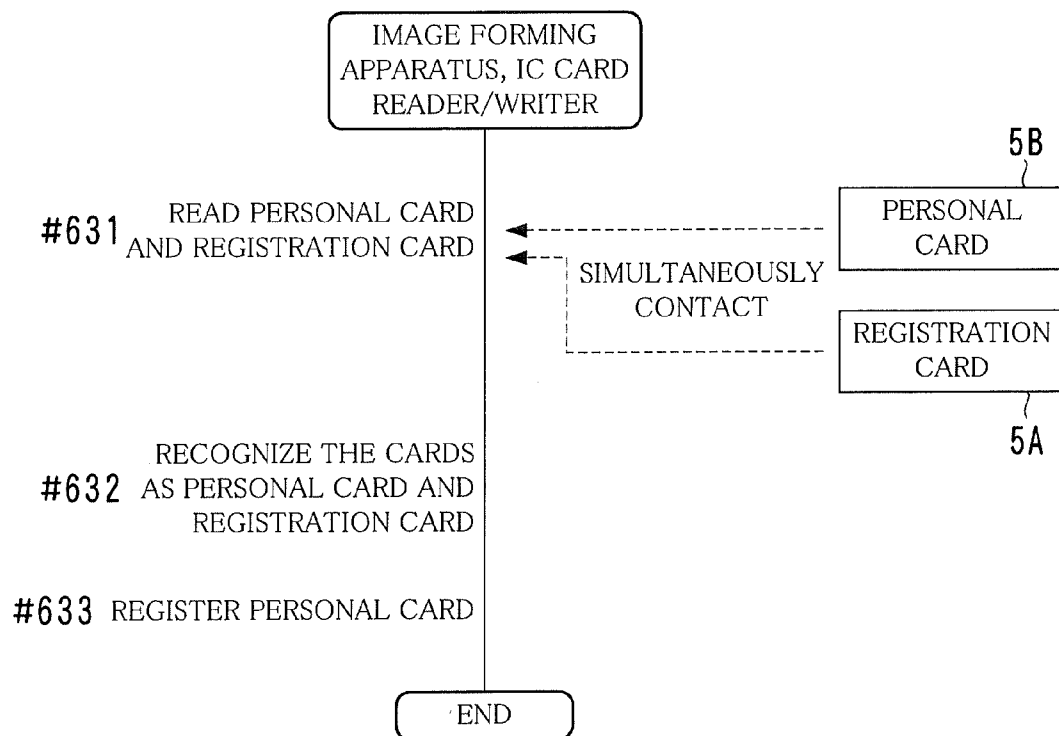 IMAGE FORMING
APPARATUS, IC CARD
READER/WRITER
5B
#631
READ PERSONAL CARD
AND REGISTRATION CARD
PERSONAL
CARD
SIMULTANEOUSLY
CONTACT
REGISTRATION
CARD
5A
#632
RECOGNIZE THE CARDS
AS PERSONAL CARD AND
REGISTRATION CARD
#633 REGISTER PERSONAL CARD
END